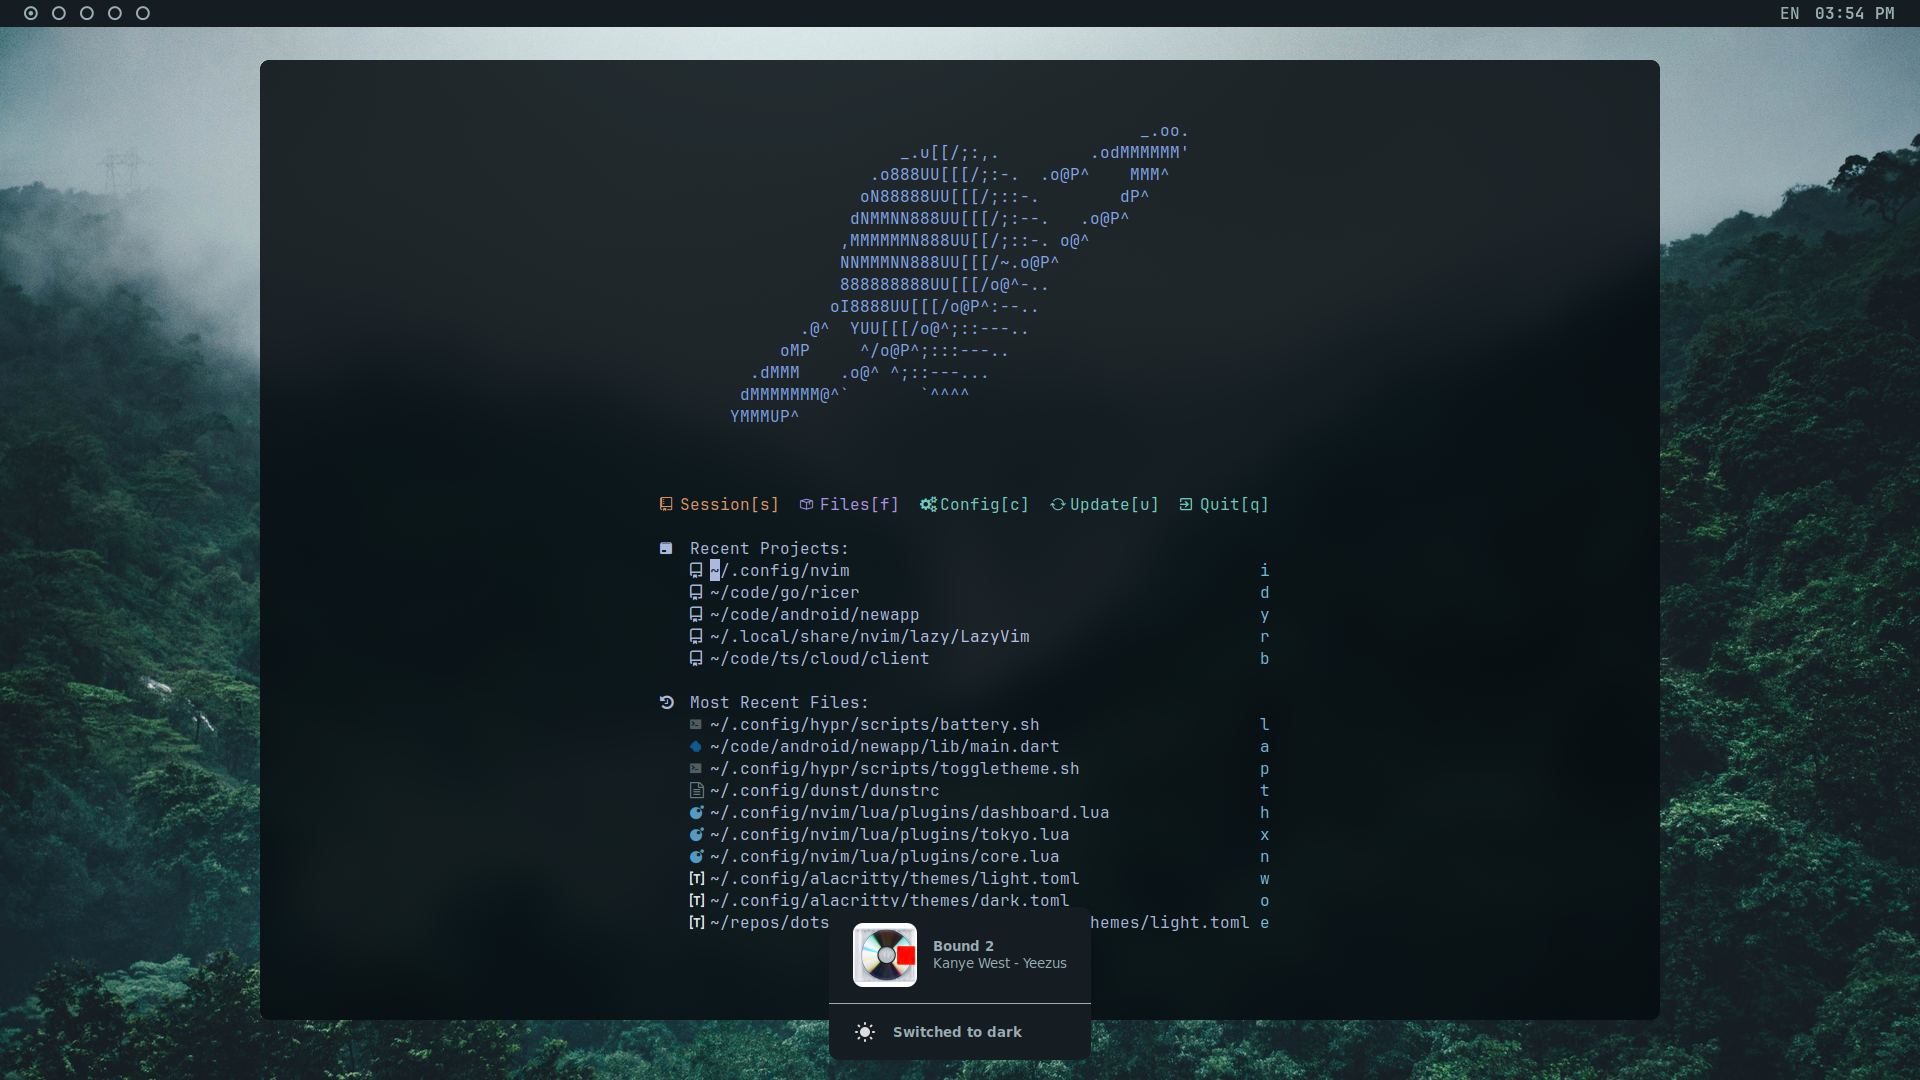 EN 03:54 PM
_.oo.
_.u[[/;:,. .odMMMMMM'
.o888UU[[[/;:-. .o@P^ MMM^
oN88888UU[[[/;::-. dP^
dNMMNN888UU[[[/;:--. .o@P^
,MMMMMMN888UU[[/;::-. o@^
NNMMMNN888UU[[[/~.o@P^
888888888UU[[[/o@^-..
oI8888UU[[[/o@P^:--..
.@^ YUU[[[/o@^;::---..
oMP ^/o@P^;:::---..
.dMMM .o@^ ^;::---...
dMMMMMMM@^` `^^^^
YMMMUP^
Session[s] Files[f] Config[c] Update[u] Quit[q]
Recent Projects:
~/.config/nvim i
~/code/go/ricer d
~/code/android/newapp y
~/.local/share/nvim/lazy/LazyVim r
~/code/ts/cloud/client b
Most Recent Files:
~/.config/hypr/scripts/battery.sh l
~/code/android/newapp/lib/main.dart a
~/.config/hypr/scripts/toggletheme.sh p
~/.config/dunst/dunstrc t
~/.config/nvim/lua/plugins/dashboard.lua h
~/.config/nvim/lua/plugins/tokyo.lua x
~/.config/nvim/lua/plugins/core.lua n
[T] ~/.config/alacritty/themes/light.toml w
[T] ~/.config/alacritty/themes/dark.toml o
[T] ~/repos/dots hemes/light.toml e
Bound 2
Kanye West - Yeezus
Switched to dark